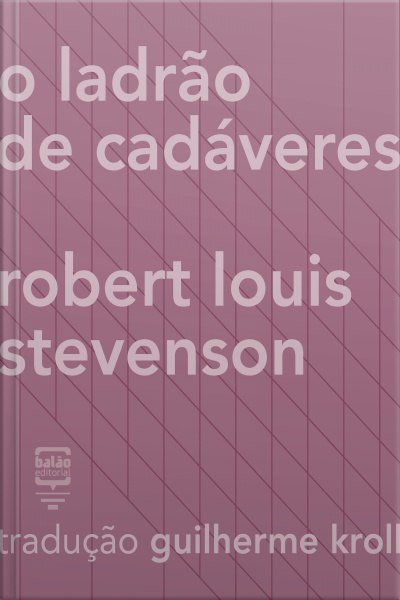 o ladrão
de cadáveres
robert louis
stevenson
balão
editorial
tradução guilherme kroll